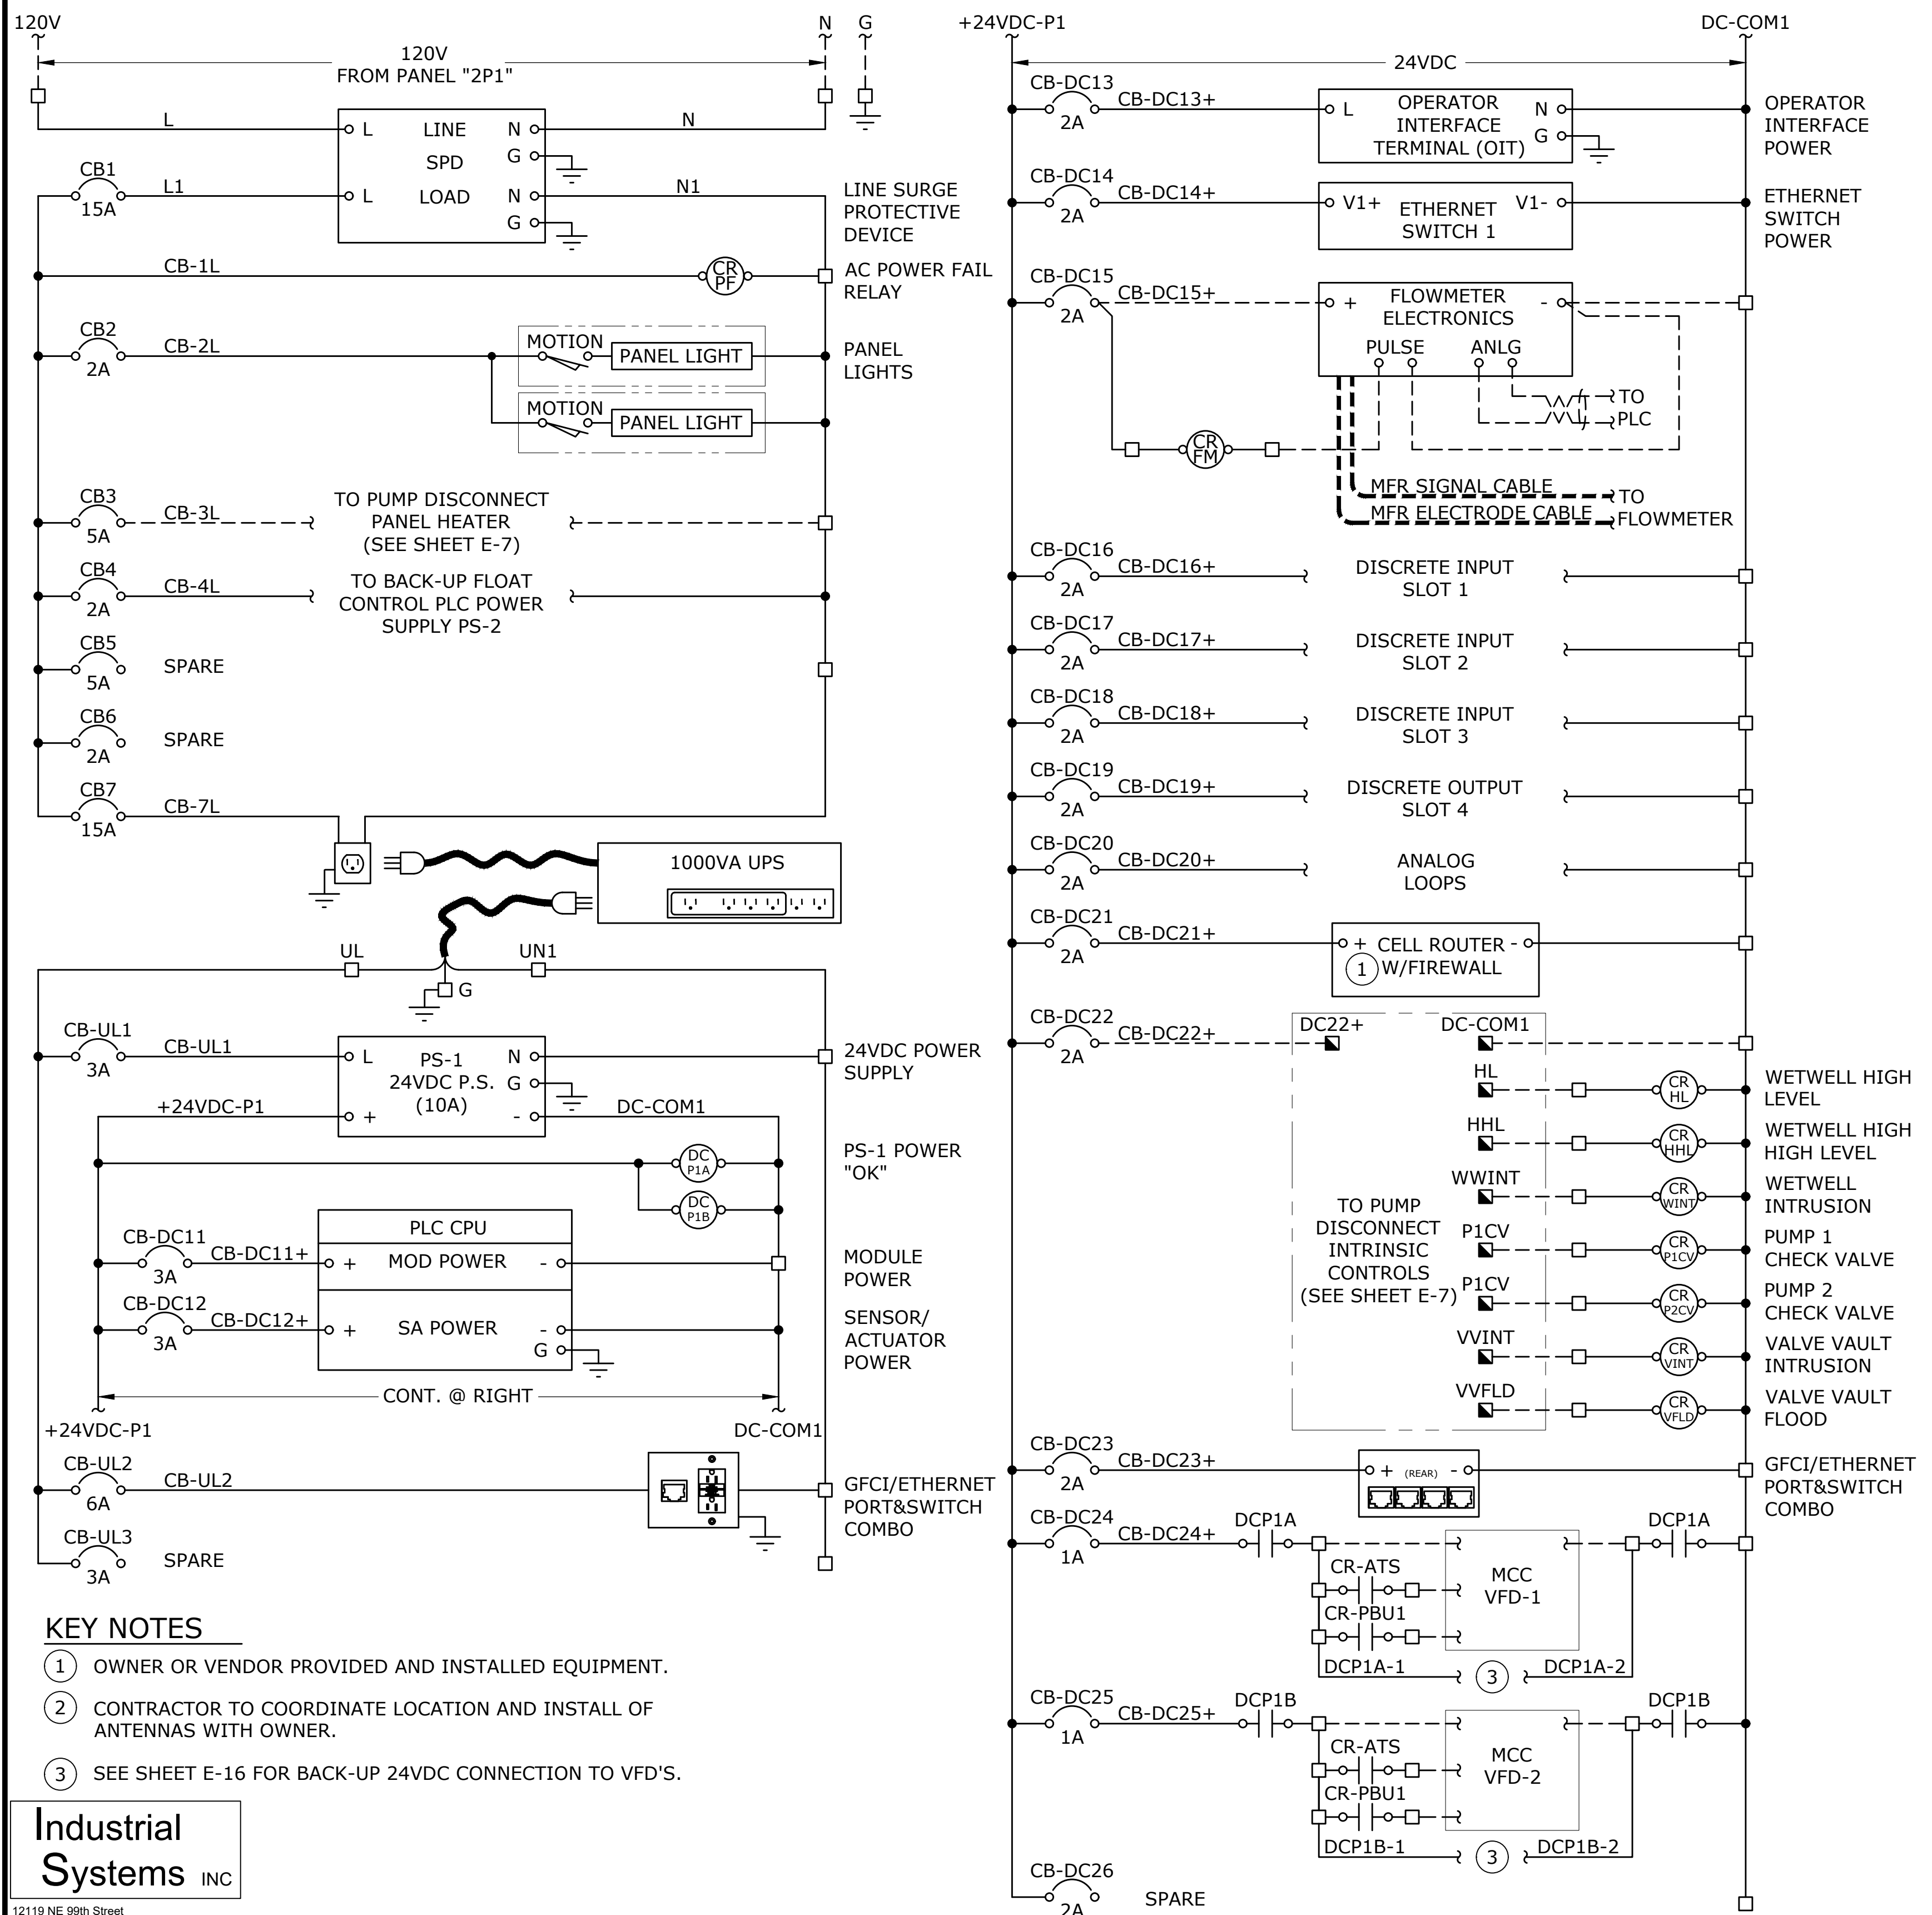 120V
N
G
120V
FROM PANEL "2P1"
L
L
LINE
N
N
SPD
G
CB1
L1
15A
L
LOAD
N
N1
G
LINE SURGE
PROTECTIVE
DEVICE
CB-1L
CR
PF
AC POWER FAIL
RELAY
CB2
CB-2L
2A
MOTION
PANEL LIGHT
PANEL
LIGHTS
MOTION
PANEL LIGHT
CB3
CB-3L
5A
TO PUMP DISCONNECT
PANEL HEATER
(SEE SHEET E-7)
CB4
CB-4L
2A
TO BACK-UP FLOAT
CONTROL PLC POWER
SUPPLY PS-2
CB5
SPARE
5A
CB6
SPARE
2A
CB7
CB-7L
15A
1000VA UPS
UL
UN1
G
CB-UL1
CB-UL1
3A
L
PS-1
N
24VDC P.S.
G
(10A)
+
-
24VDC POWER
SUPPLY
+24VDC-P1
DC-COM1
DC
P1A
PS-1 POWER
"OK"
DC
P1B
PLC CPU
CB-DC11
CB-DC11+
3A
+
MOD POWER
-
MODULE
POWER
CB-DC12
CB-DC12+
3A
+
SA POWER
-
G
SENSOR/
ACTUATOR
POWER
CONT. @ RIGHT
+24VDC-P1
DC-COM1
CB-UL2
CB-UL2
6A
GFCI/ETHERNET
PORT&SWITCH
COMBO
CB-UL3
SPARE
3A
KEY NOTES
1 OWNER OR VENDOR PROVIDED AND INSTALLED EQUIPMENT.
2 CONTRACTOR TO COORDINATE LOCATION AND INSTALL OF
ANTENNAS WITH OWNER.
3 SEE SHEET E-16 FOR BACK-UP 24VDC CONNECTION TO VFD'S.
Industrial
Systems INC
12119 NE 99th Street
+24VDC-P1
DC-COM1
24VDC
CB-DC13
CB-DC13+
2A
L
OPERATOR
INTERFACE
TERMINAL (OIT)
N
G
OPERATOR
INTERFACE
POWER
CB-DC14
CB-DC14+
2A
V1+
ETHERNET
SWITCH 1
V1-
ETHERNET
SWITCH
POWER
CB-DC15
CB-DC15+
2A
+
FLOWMETER
ELECTRONICS
-
PULSE
ANLG
TO
PLC
CR
FM
MFR SIGNAL CABLE
TO
MFR ELECTRODE CABLE
FLOWMETER
CB-DC16
CB-DC16+
2A
DISCRETE INPUT
SLOT 1
CB-DC17
CB-DC17+
2A
DISCRETE INPUT
SLOT 2
CB-DC18
CB-DC18+
2A
DISCRETE INPUT
SLOT 3
CB-DC19
CB-DC19+
2A
DISCRETE OUTPUT
SLOT 4
CB-DC20
CB-DC20+
2A
ANALOG
LOOPS
CB-DC21
CB-DC21+
2A
+ CELL ROUTER -
1 W/FIREWALL
CB-DC22
CB-DC22+
2A
DC22+
DC-COM1
HL
CR
HL
WETWELL HIGH
LEVEL
HHL
CR
HHL
WETWELL HIGH
HIGH LEVEL
WWINT
CR
WINT
WETWELL
INTRUSION
TO PUMP
DISCONNECT
INTRINSIC
CONTROLS
(SEE SHEET E-7)
P1CV
CR
P1CV
PUMP 1
CHECK VALVE
P1CV
CR
P2CV
PUMP 2
CHECK VALVE
VVINT
CR
VINT
VALVE VAULT
INTRUSION
VVFLD
CR
VFLD
VALVE VAULT
FLOOD
CB-DC23
CB-DC23+
2A
+ (REAR) -
GFCI/ETHERNET
PORT&SWITCH
COMBO
CB-DC24
CB-DC24+
1A
DCP1A
DCP1A
CR-ATS
CR-PBU1
MCC
VFD-1
DCP1A-1
3
DCP1A-2
CB-DC25
CB-DC25+
1A
DCP1B
DCP1B
CR-ATS
CR-PBU1
MCC
VFD-2
DCP1B-1
3
DCP1B-2
CB-DC26
SPARE
2A